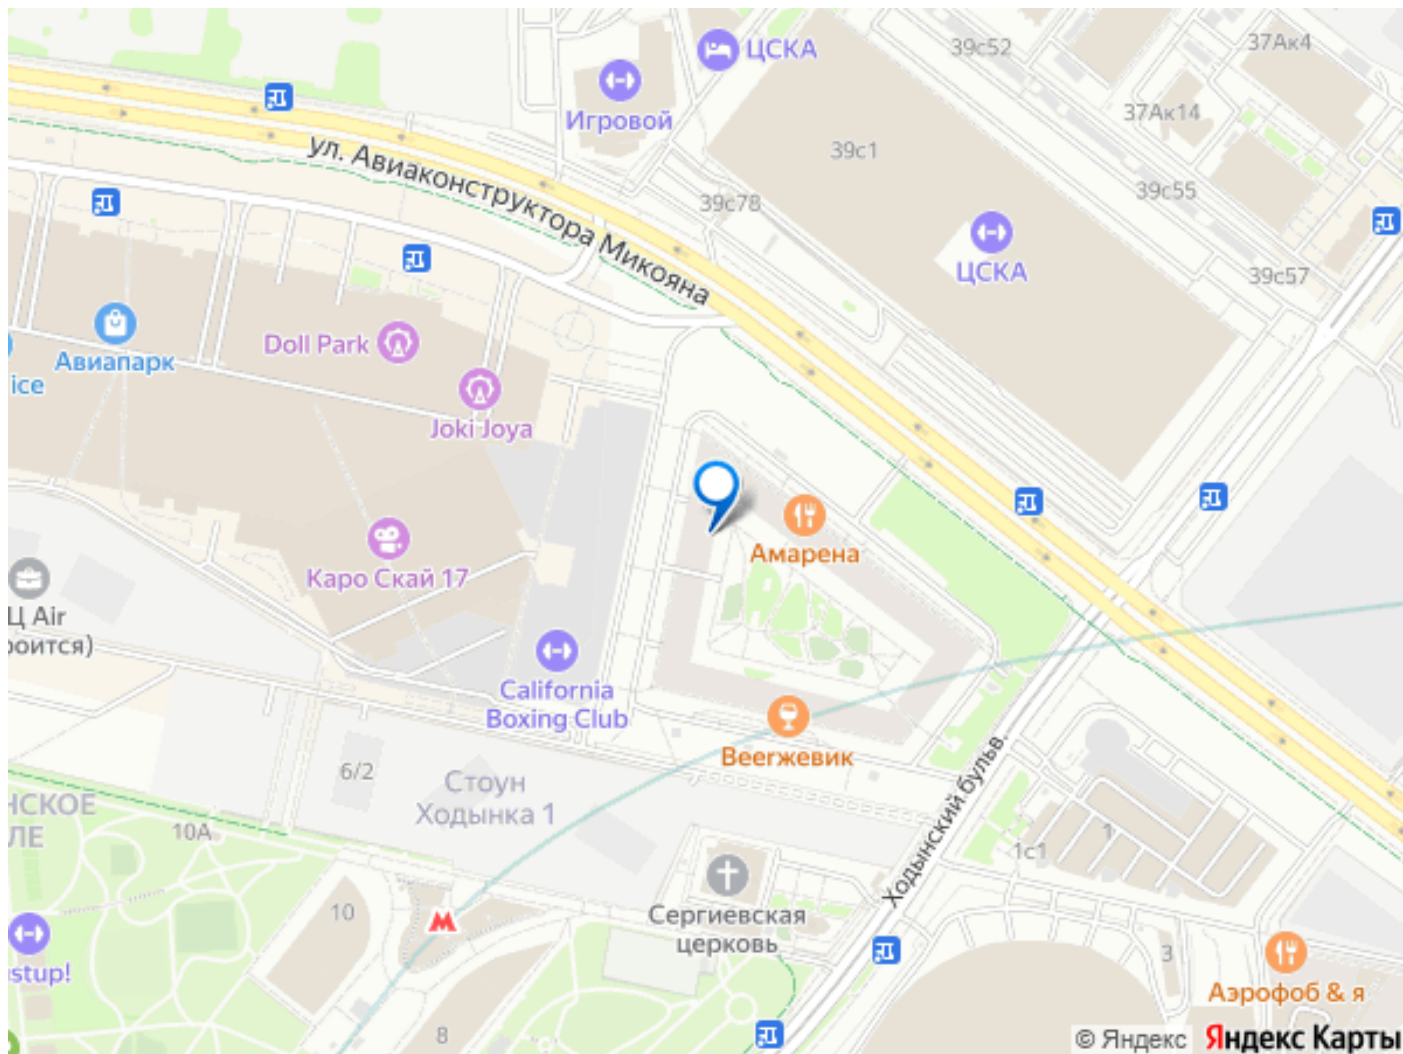 ЦСКА
39с52
37Ак4
Игровой
37Ак14
39с1
ул. Авиаконструктора Микояна
39с78
39с55
ЦСКА
39с57
Doll Park
Авиапарк
ice
Joki Joya
Амарена
Каро Скай 17
Ц Air
роится)
California
Boxing Club
Веегжевик
6/2
Стоун
Ходынка 1
НСКОЕ
ЛЕ
10А
1
1с1
Ходынский бульв.
10
Сергиевская
церковь
stup!
3
Аэрофоб & я
8
© Яндекс
Яндекс Карты